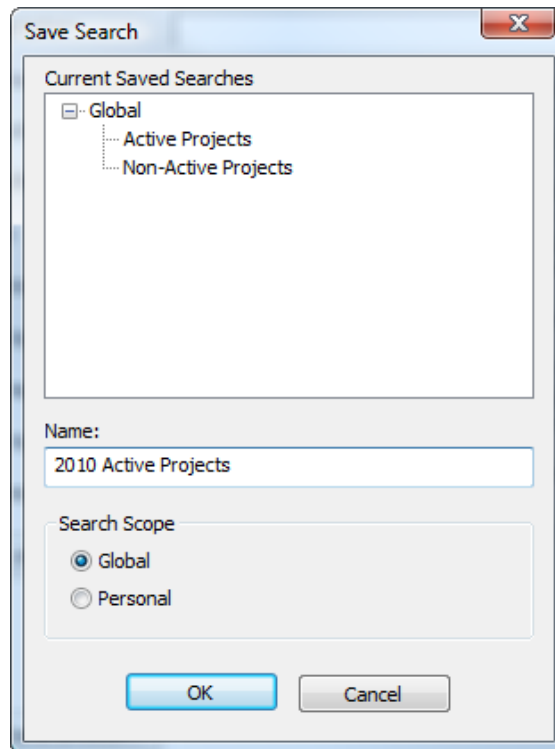 Save Search
Current Saved Searches
Global
Active Projects
Non-Active Projects
Name:
2010 Active Projects
Search Scope
Global
Personal
OK
Cancel